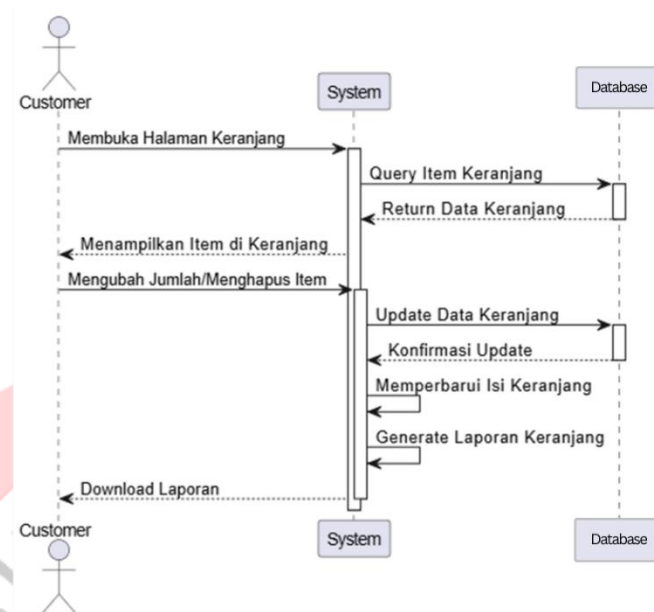 Customer
System
Database
Membuka Halaman Keranjang
Query Item Keranjang
Return Data Keranjang
Menampilkan Item di Keranjang
Mengubah Jumlah/Menghapus Item
Update Data Keranjang
Konfirmasi Update
Memperbarui Isi Keranjang
Generate Laporan Keranjang
Download Laporan
Customer
System
Database